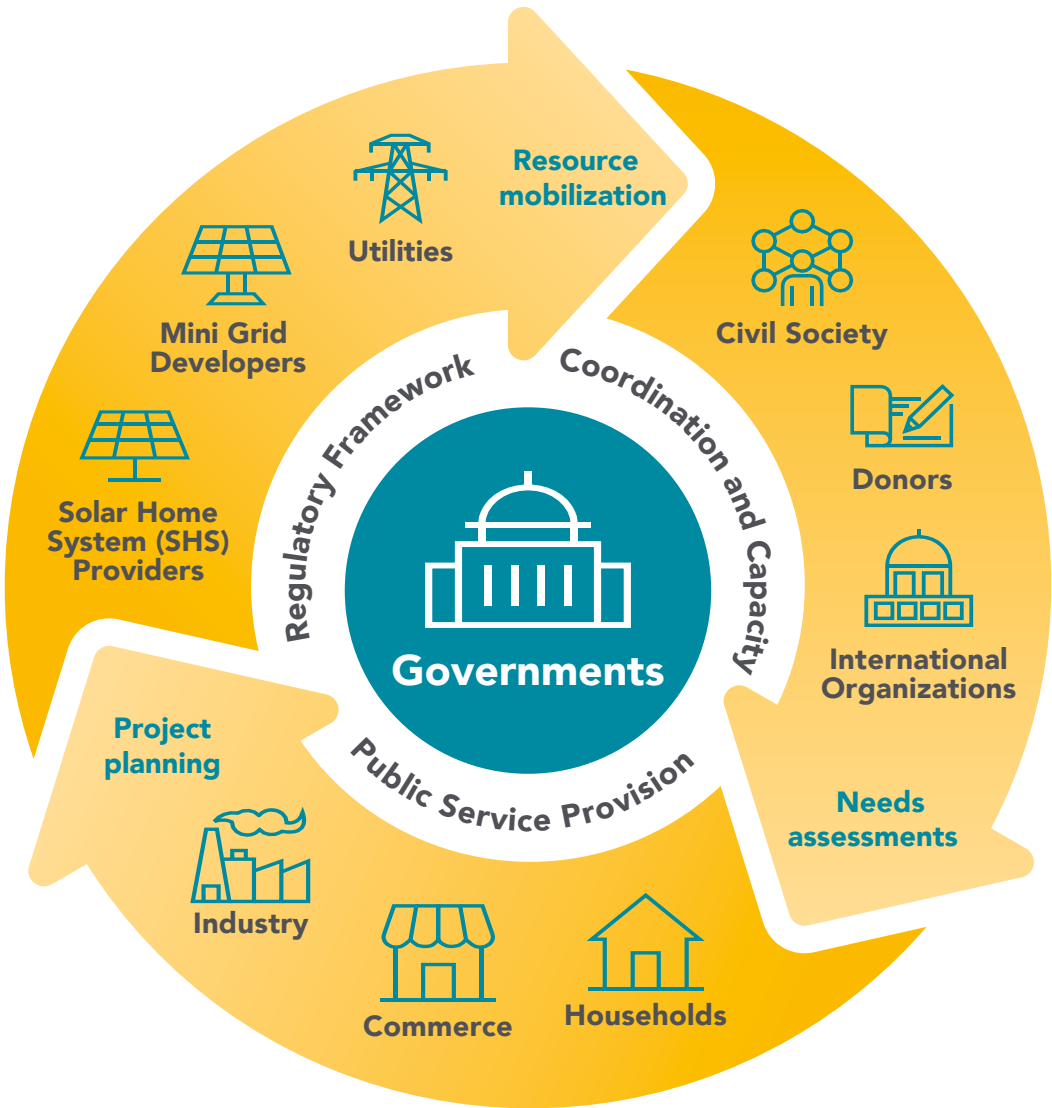 Resource
mobilization
Utilities
Mini Grid
Developers
Solar Home
System (SHS)
Providers
Civil Society
Donors
International
Organizations
Needs
assessments
Households
Commerce
Industry
Project
planning
Regulatory Framework
Coordination and Capacity
Public Service Provision
Governments